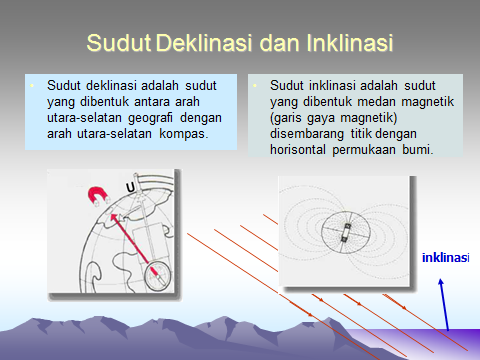 Sudut Deklinasi dan Inklinasi
• Sudut deklinasi adalah sudut
yang dibentuk antara arah
utara-selatan geografi dengan
arah utara-selatan kompas.
• Sudut inklinasi adalah sudut
yang dibentuk medan magnetik
(garis gaya magnetik)
disembarang titik dengan
horisontal permukaan bumi.
U
inklinasi